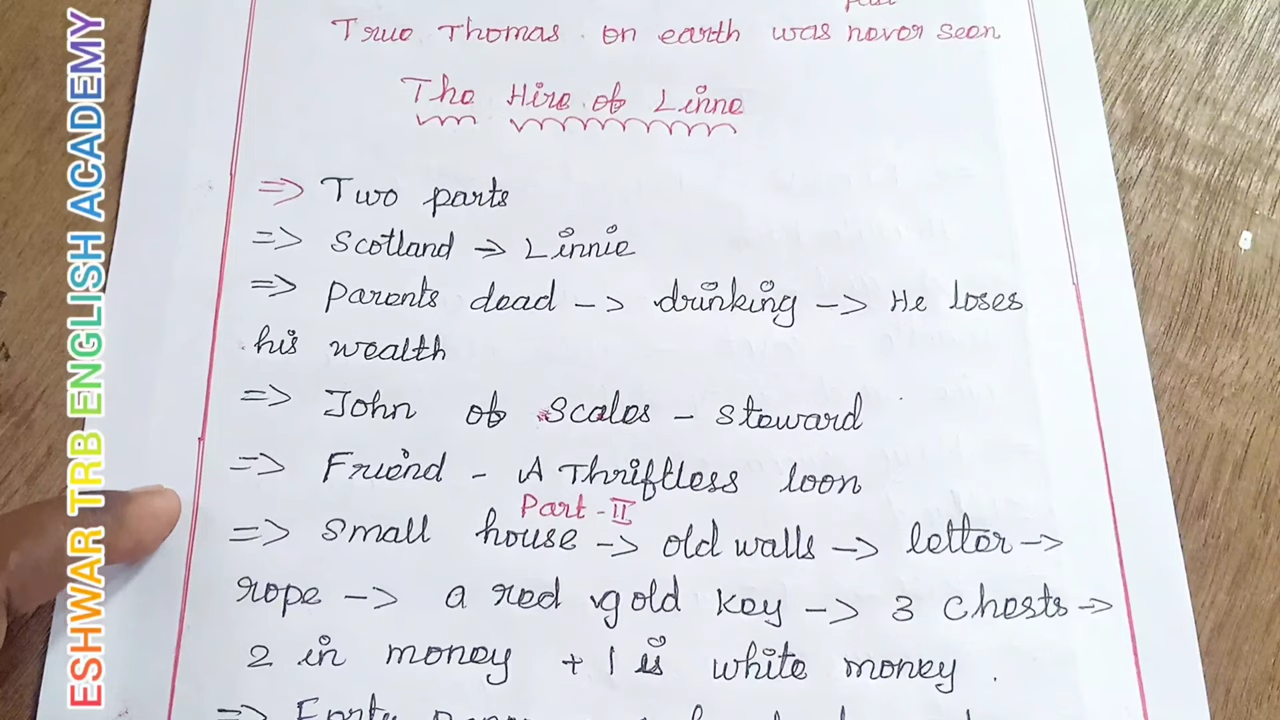 True Thomas on earth was never seen
The Hire of Linne
=> Two parts
=> Scotland -> Linnie
=> Parents dead -> drinking -> He loses
his wealth
=> John of Scales - Steward
=> Friend - A Thriftless loon
Part - II
=> Small house -> old walls -> letter ->
rope -> a red gold key -> 3 Chests ->
2 in money + 1 is white money.
ESHWAR TRB ENGLISH ACADEMY